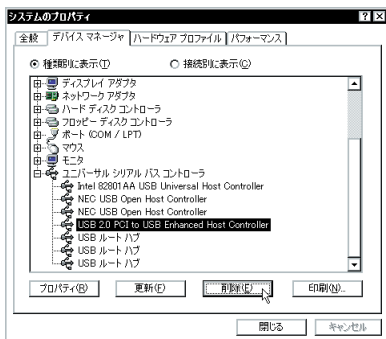 システムのプロパティ
全般 デバイス マネージャ ハードウェア プロファイル パフォーマンス
種類別に表示(T) 接続別に表示(C)
ディスプレイ アダプタ
ネットワーク アダプタ
ハード ディスク コントローラ
フロッピー ディスク コントローラ
ポート (COM / LPT)
マウス
モニタ
ユニバーサル シリアル バス コントローラ
Intel 82801AA USB Universal Host Controller
NEC USB Open Host Controller
NEC USB Open Host Controller
USB 2.0 PCI to USB Enhanced Host Controller
USB ルート ハブ
USB ルート ハブ
USB ルート ハブ
プロパティ(R) 更新(F) 削除(E) 印刷(N)...
閉じる キャンセル